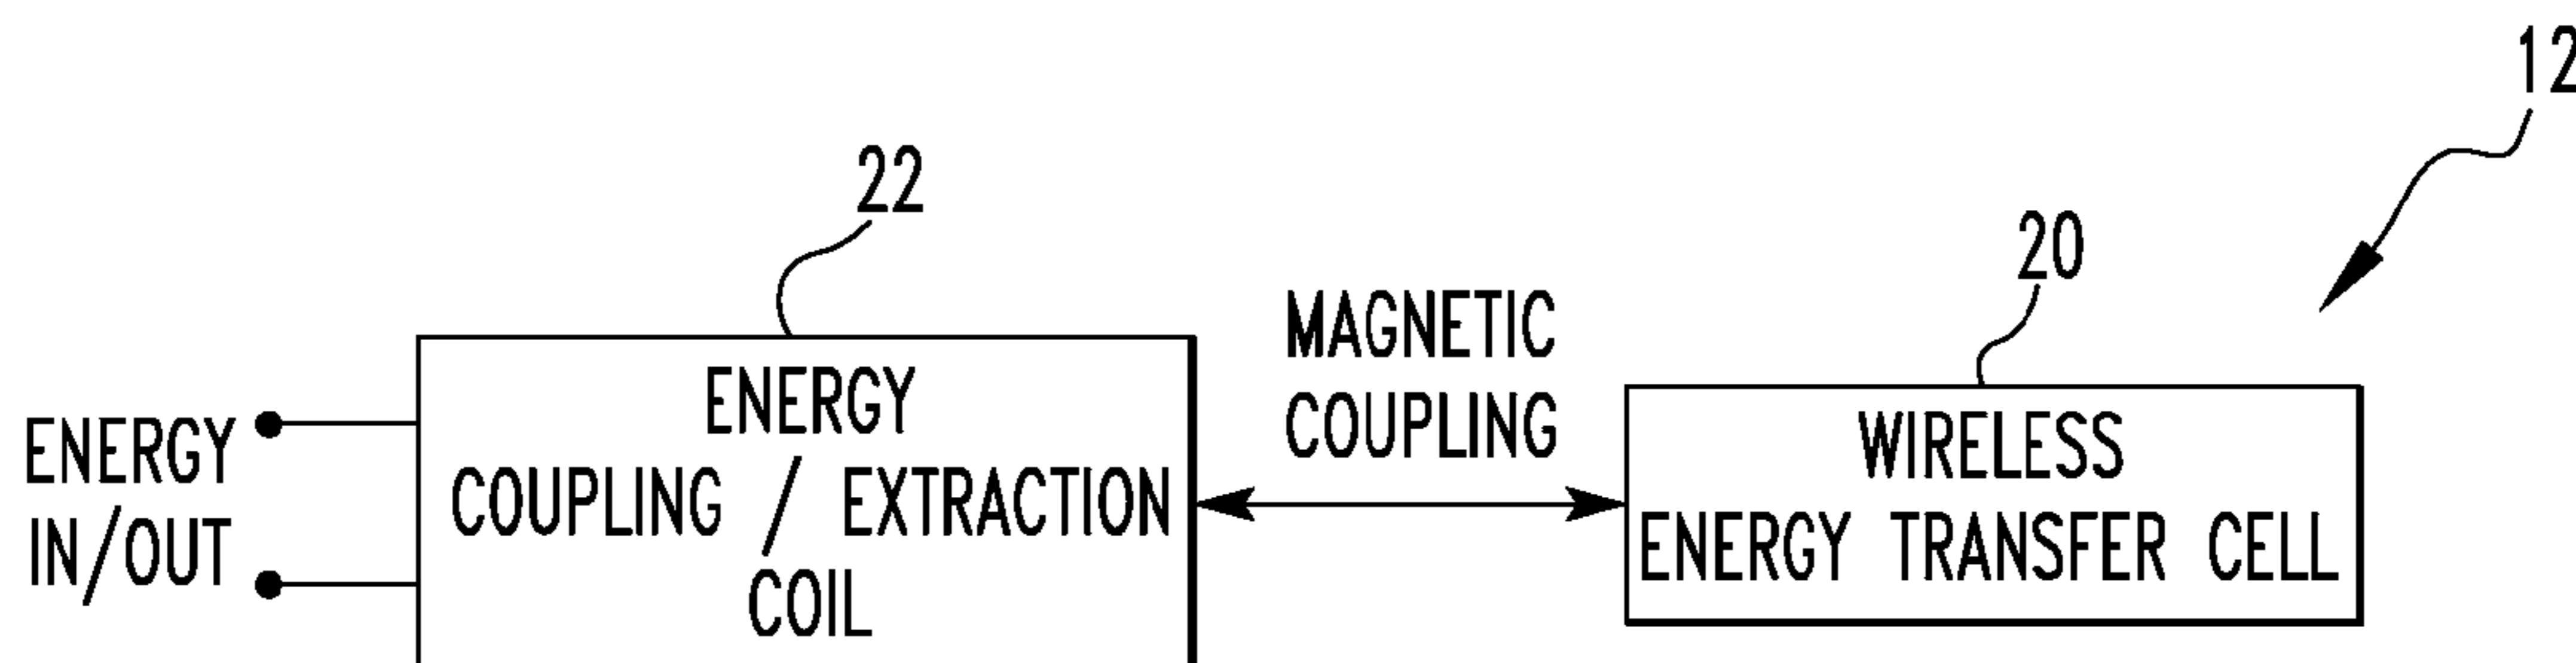 12
22
20
MAGNETIC
COUPLING
ENERGY
IN/OUT
ENERGY
COUPLING / EXTRACTION
COIL
WIRELESS
ENERGY TRANSFER CELL